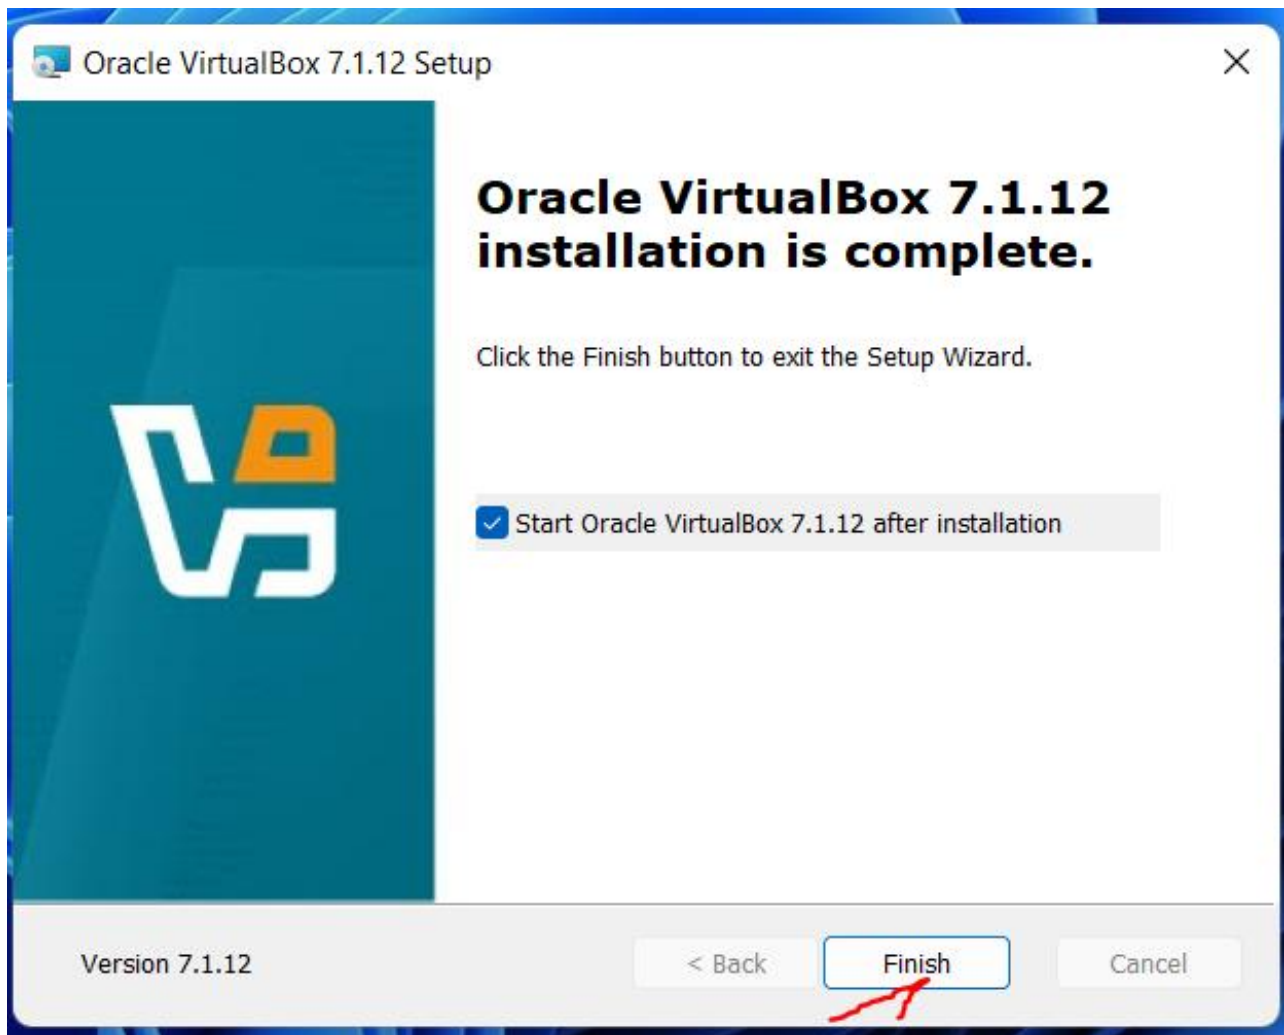 Oracle VirtualBox 7.1.12 Setup
Oracle VirtualBox 7.1.12
installation is complete.
Click the Finish button to exit the Setup Wizard.
Start Oracle VirtualBox 7.1.12 after installation
Version 7.1.12
< Back
Finish
Cancel